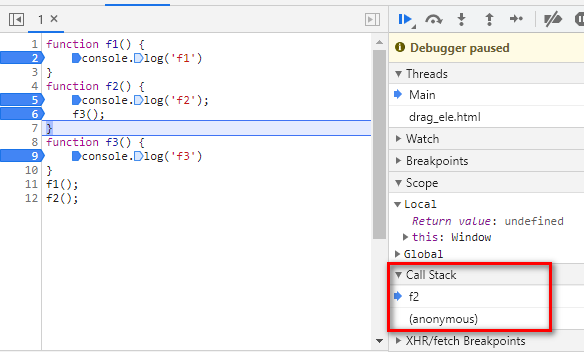 1
Debugger paused
1 function f1() {
2 console.log('f1')
3 }
4 function f2() {
5 console.log('f2');
6 f3();
7 }
8 function f3() {
9 console.log('f3')
10 }
11 f1();
12 f2();
Threads
Main
drag_ele.html
Watch
Breakpoints
Scope
Local
Return value: undefined
this: Window
Global
Call Stack
f2
(anonymous)
XHR/fetch Breakpoints